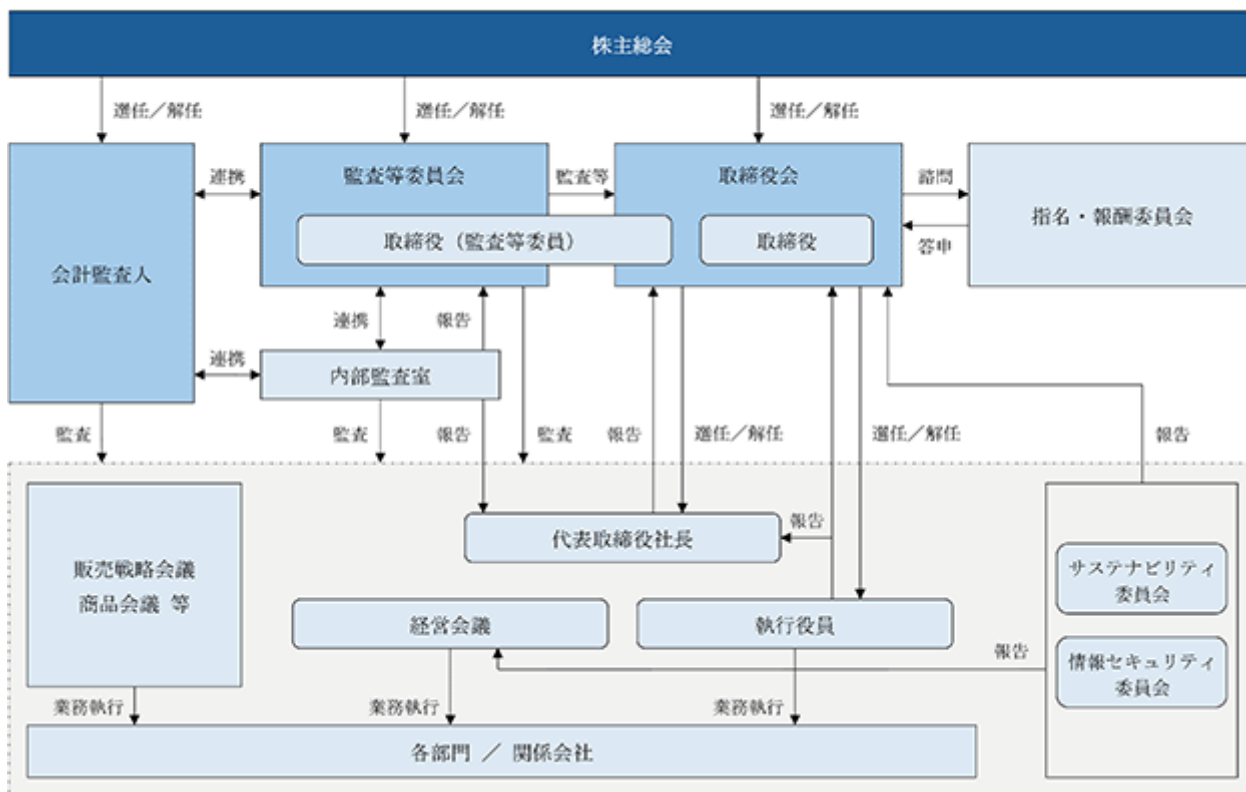 株主総会
選任／解任
選任／解任
選任／解任
会計監査人
連携
監査等委員会
監査等
取締役会
諮問
答申
指名・報酬委員会
取締役（監査等委員）
取締役
連携
報告
連携
内部監査室
監査
監査
報告
監査
報告
選任／解任
選任／解任
報告
販売戦略会議
商品会議 等
代表取締役社長
報告
サステナビリティ
委員会
経営会議
執行役員
報告
情報セキュリティ
委員会
業務執行
業務執行
業務執行
各部門 ／ 関係会社